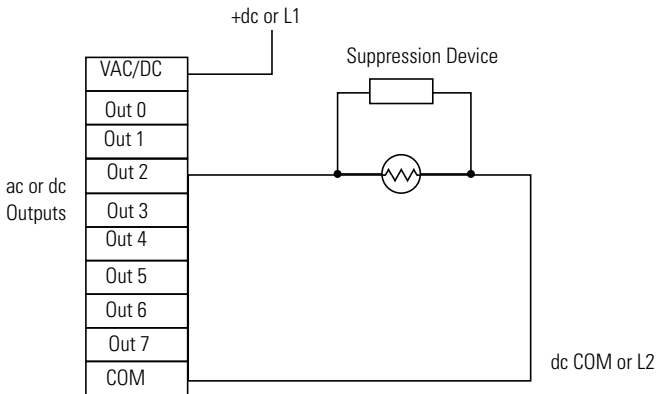 +dc or L1
Suppression Device
VAC/DC
Out 0
Out 1
Out 2
ac or dc
Outputs
Out 3
Out 4
Out 5
Out 6
Out 7
COM
dc COM or L2